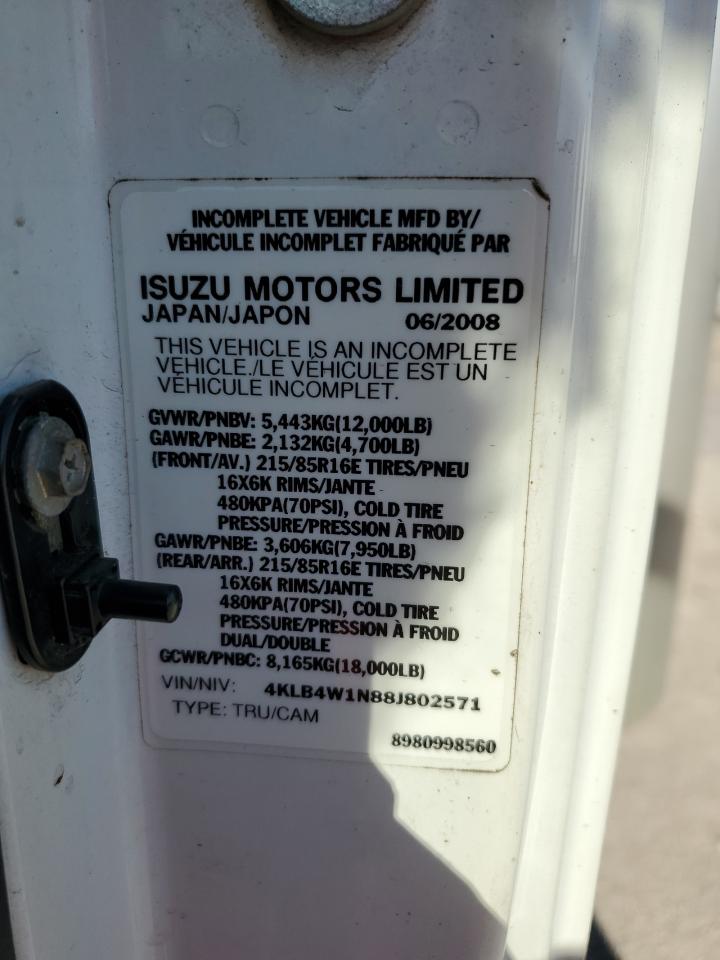 INCOMPLETE VEHICLE MFD BY/
VÉHICULE INCOMPLET FABRIQUÉ PAR
ISUZU MOTORS LIMITED
JAPAN/JAPON 06/2008
THIS VEHICLE IS AN INCOMPLETE
VEHICLE./LE VÉHICULE EST UN
VÉHICULE INCOMPLET.
GVWR/PNBV: 5,443KG(12,000LB)
GAWR/PNBE: 2,132KG(4,700LB)
(FRONT/AV.) 215/85R16E TIRES/PNEU
16X6K RIMS/JANTE
480KPA(70PSI), COLD TIRE
PRESSURE/PRESSION À FROID
GAWR/PNBE: 3,606KG(7,950LB)
(REAR/ARR.) 215/85R16E TIRES/PNEU
16X6K RIMS/JANTE
480KPA(70PSI), COLD TIRE
PRESSURE/PRESSION À FROID
DUAL/DOUBLE
GCWR/PNBC: 8,165KG(18,000LB)
VIN/NIV: 4KLB4W1N88J802571
TYPE: TRU/CAM
8980998560